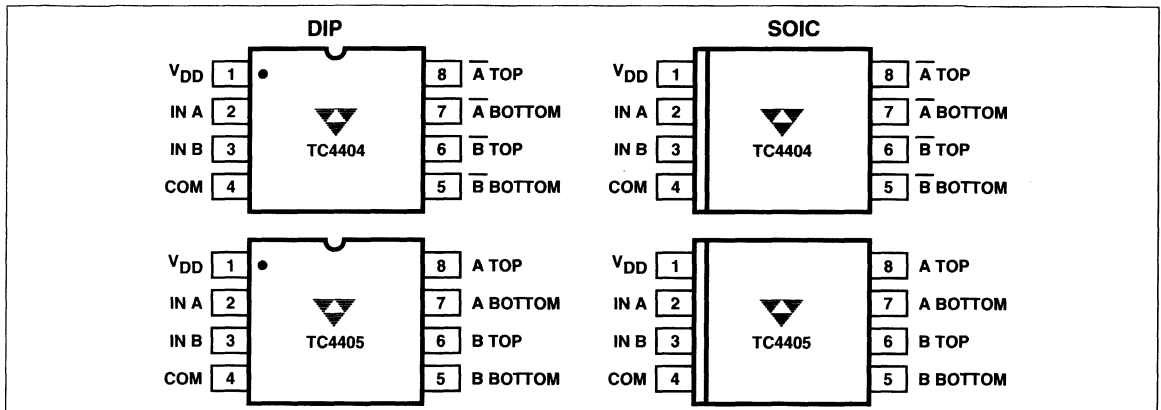 DIP SOIC
VDD 1 8 A̅ TOP VDD 1 8 A̅ TOP
IN A 2 7 A̅ BOTTOM IN A 2 7 A̅ BOTTOM
IN B 3 TC4404 6 B̅ TOP IN B 3 TC4404 6 B̅ TOP
COM 4 5 B̅ BOTTOM COM 4 5 B̅ BOTTOM
VDD 1 8 A TOP VDD 1 8 A TOP
IN A 2 7 A BOTTOM IN A 2 7 A BOTTOM
IN B 3 TC4405 6 B TOP IN B 3 TC4405 6 B TOP
COM 4 5 B BOTTOM COM 4 5 B BOTTOM